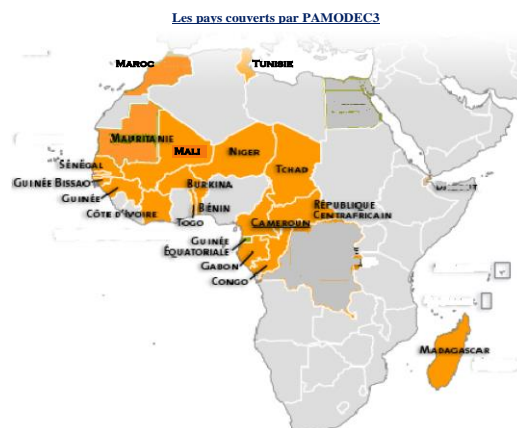 Les pays couverts par PAMODEC3
MAROC
TUNISIE
MAURITANIE
MALI
NIGER
TCHAD
SÉNÉGAL
GUINÉE BISSAO
GUINÉE
BURKINA
CÔTE D'IVOIRE
BÉNIN
TOGO
CAMEROUN
RÉPUBLIQUE
CENTRAFRICAIN
GUINÉE
ÉQUATORIALE
GABON
CONGO
MADAGASCAR